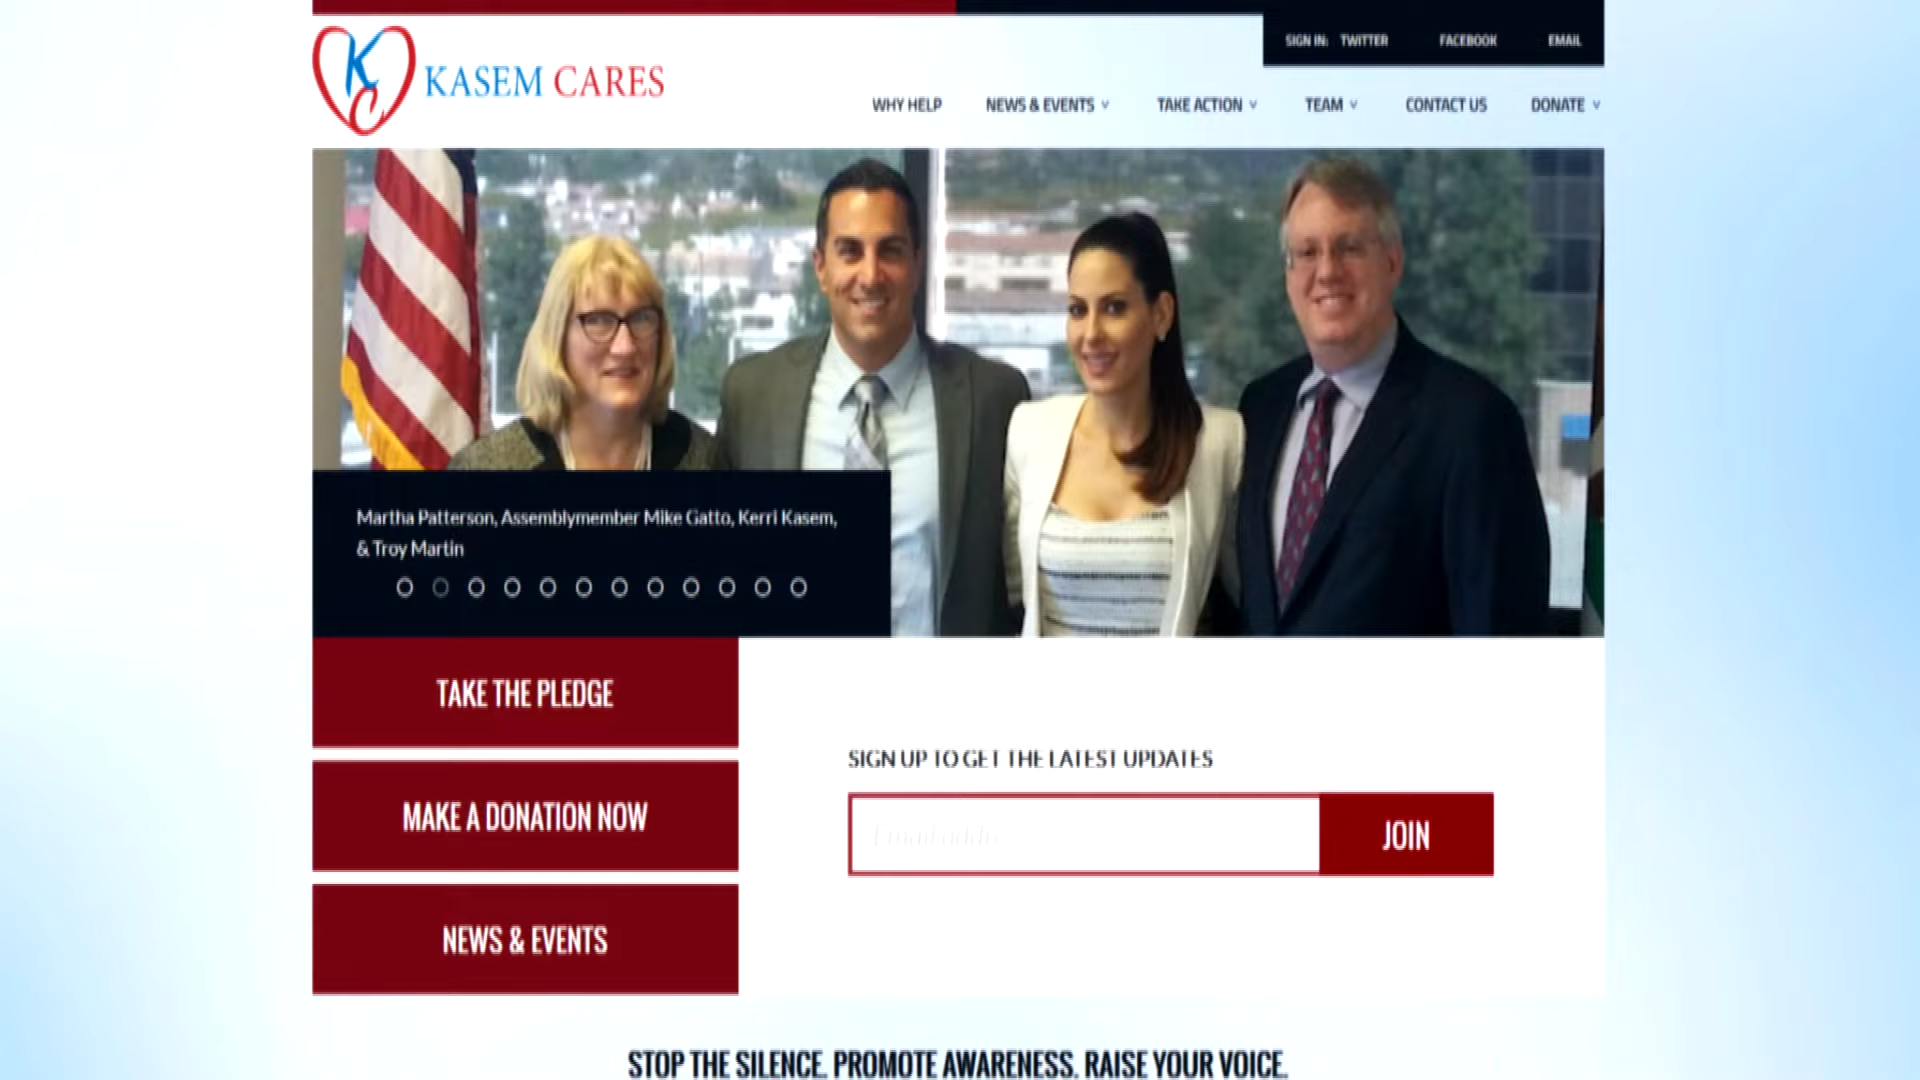 SIGN IN: TWITTER FACEBOOK EMAIL
KC KASEM CARES
WHY HELP NEWS & EVENTS TAKE ACTION TEAM CONTACT US DONATE
Martha Patterson, Assemblymember Mike Gatto, Kerri Kasem,
& Troy Martin
TAKE THE PLEDGE
MAKE A DONATION NOW
NEWS & EVENTS
SIGN UP TO GET THE LATEST UPDATES
JOIN
STOP THE SILENCE. PROMOTE AWARENESS. RAISE YOUR VOICE.